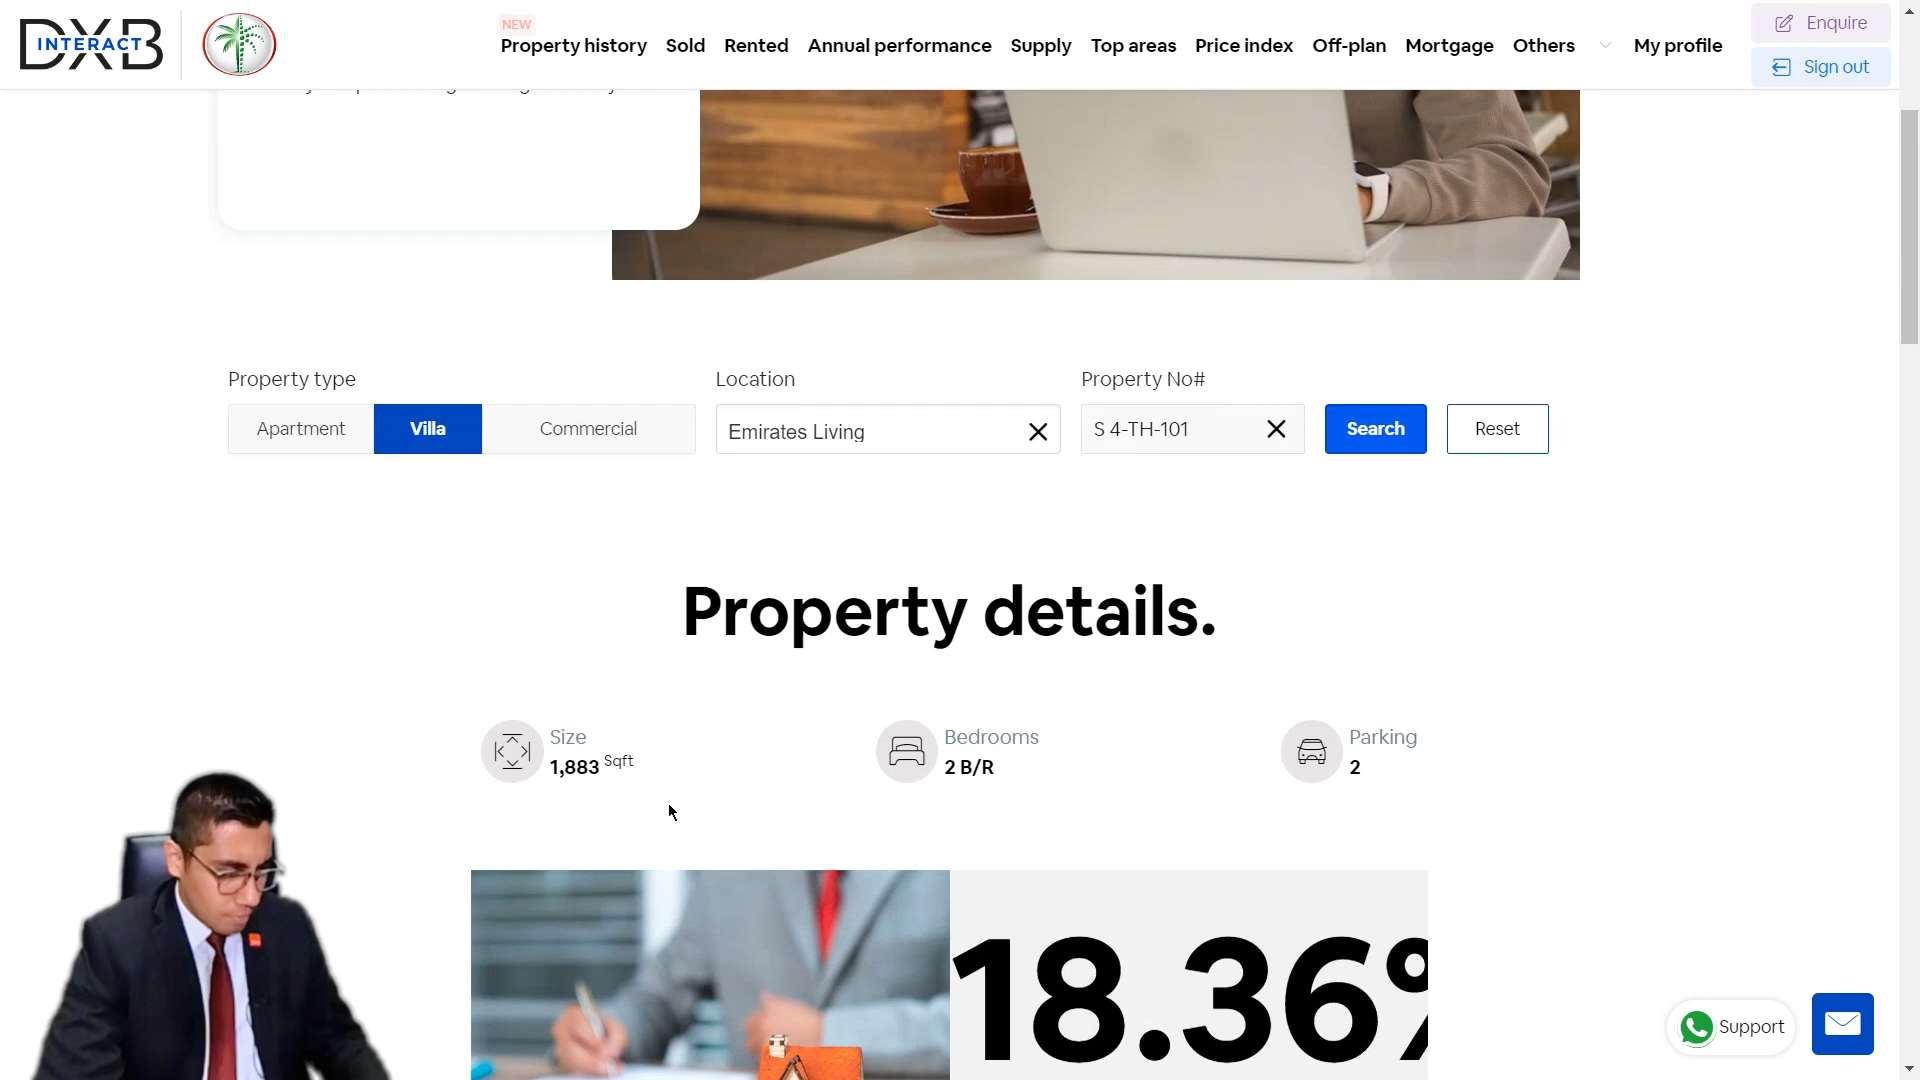 DXB
INTERACT
NEW
Property history
Sold
Rented
Annual performance
Supply
Top areas
Price index
Off-plan
Mortgage
Others
My profile
Enquire
Sign out
Property type
Location
Property No#
Apartment
Villa
Commercial
Emirates Living
S 4-TH-101
Search
Reset
Property details.
Size
1,883 Sqft
Bedrooms
2 B/R
Parking
2
18.36%
Support